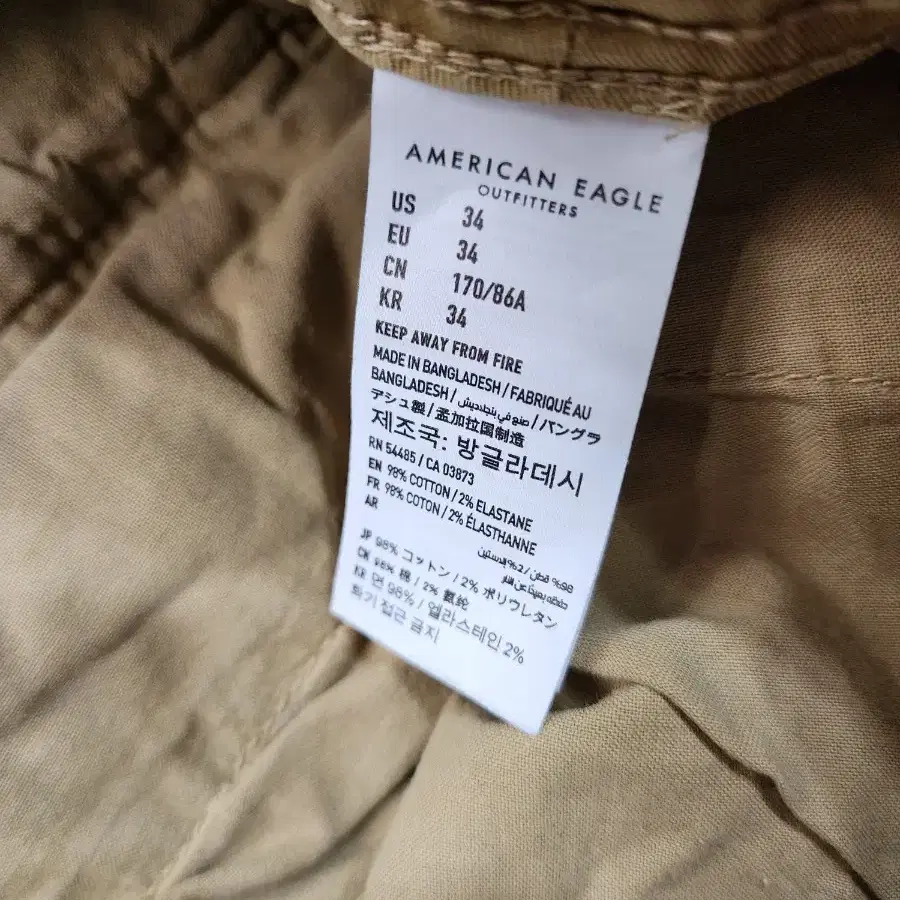 AMERICAN EAGLE
OUTFITTERS
US 34
EU 34
CN 170/86A
KR 34
KEEP AWAY FROM FIRE
MADE IN BANGLADESH / FABRIQUÉ AU
BANGLADESH / صنع في بنجلاديش / バングラ
デシュ製 / 孟加拉国制造
제조국: 방글라데시
RN 54485 / CA 03873
EN 98% COTTON / 2% ELASTANE
FR 98% COTON / 2% ÉLASTHANNE
AR
98% قطن / 2% إلاستين
JP 98% コットン / 2% ポリウレタン
CN 98% 棉 / 2% 氨纶
KR 면 98% / 엘라스테인 2%
화기 접근 금지